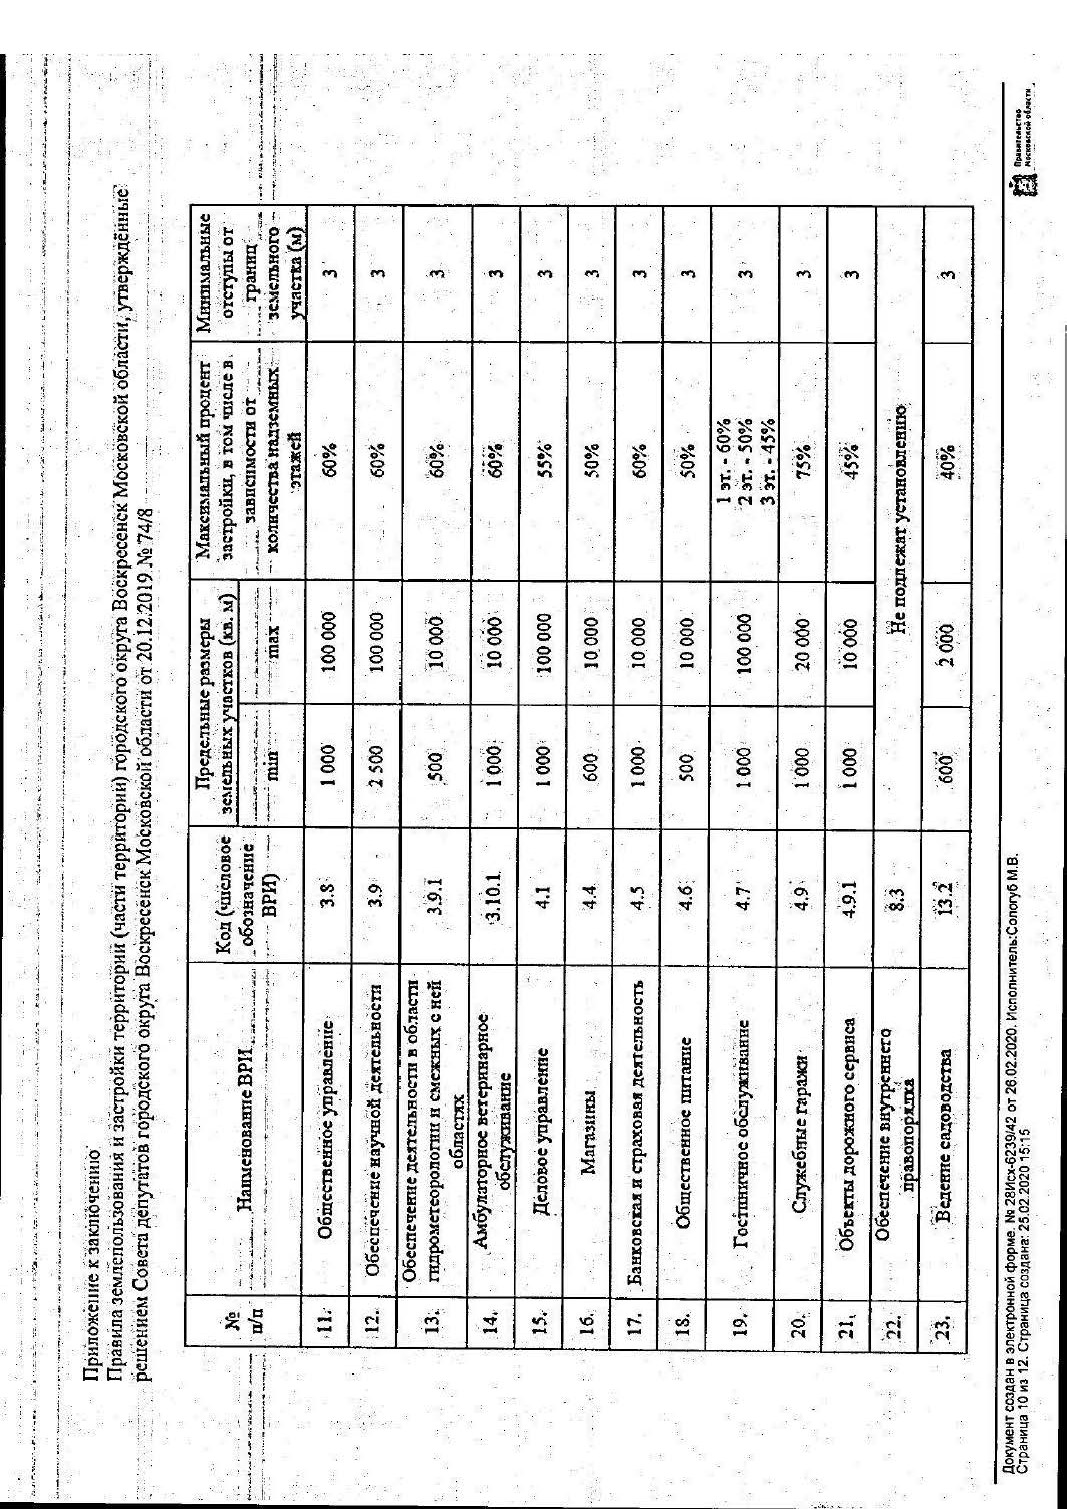 Приложение к заключению
Правила землепользования и застройки территории (части территории) городского округа Воскресенск Московской области, утверждённые
решением Совета депутатов городского округа Воскресенск Московской области от 20.12.2019 № 74/8
№ п/п | Наименование ВРИ | Код (числовое обозначение ВРИ) | Предельные размеры земельных участков (кв. м) min | max | Максимальный процент застройки, в том числе в зависимости от количества надземных этажей | Минимальные отступы от границ земельного участка (м)
11. | Общественное управление | 3.8 | 1 000 | 100 000 | 60% | 3
12. | Обеспечение научной деятельности | 3.9 | 2 500 | 100 000 | 60% | 3
13. | Обеспечение деятельности в области гидрометеорологии и смежных с ней областях | 3.9.1 | 500 | 10 000 | 60% | 3
14. | Амбулаторное ветеринарное обслуживание | 3.10.1 | 1 000 | 10 000 | 60% | 3
15. | Деловое управление | 4.1 | 1 000 | 100 000 | 55% | 3
16. | Магазины | 4.4 | 600 | 10 000 | 50% | 3
17. | Банковская и страховая деятельность | 4.5 | 1 000 | 10 000 | 60% | 3
18. | Общественное питание | 4.6 | 500 | 10 000 | 50% | 3
19. | Гостиничное обслуживание | 4.7 | 1 000 | 100 000 | 1 эт. - 60% 2 эт. - 50% 3 эт. - 45% | 3
20. | Служебные гаражи | 4.9 | 1 000 | 20 000 | 75% | 3
21. | Объекты дорожного сервиса | 4.9.1 | 1 000 | 10 000 | 45% | 3
22. | Обеспечение внутреннего правопорядка | 8.3 | Не подлежат установлению
23. | Ведение садоводства | 13.2 | 600 | 2 000 | 40% | 3
Документ создан в электронной форме. № 28Исх-6239/42 от 26.02.2020. Исполнитель:Сологуб М.В.
Страница 10 из 12. Страница создана: 25.02.2020 15:15
Правительство
Московской области